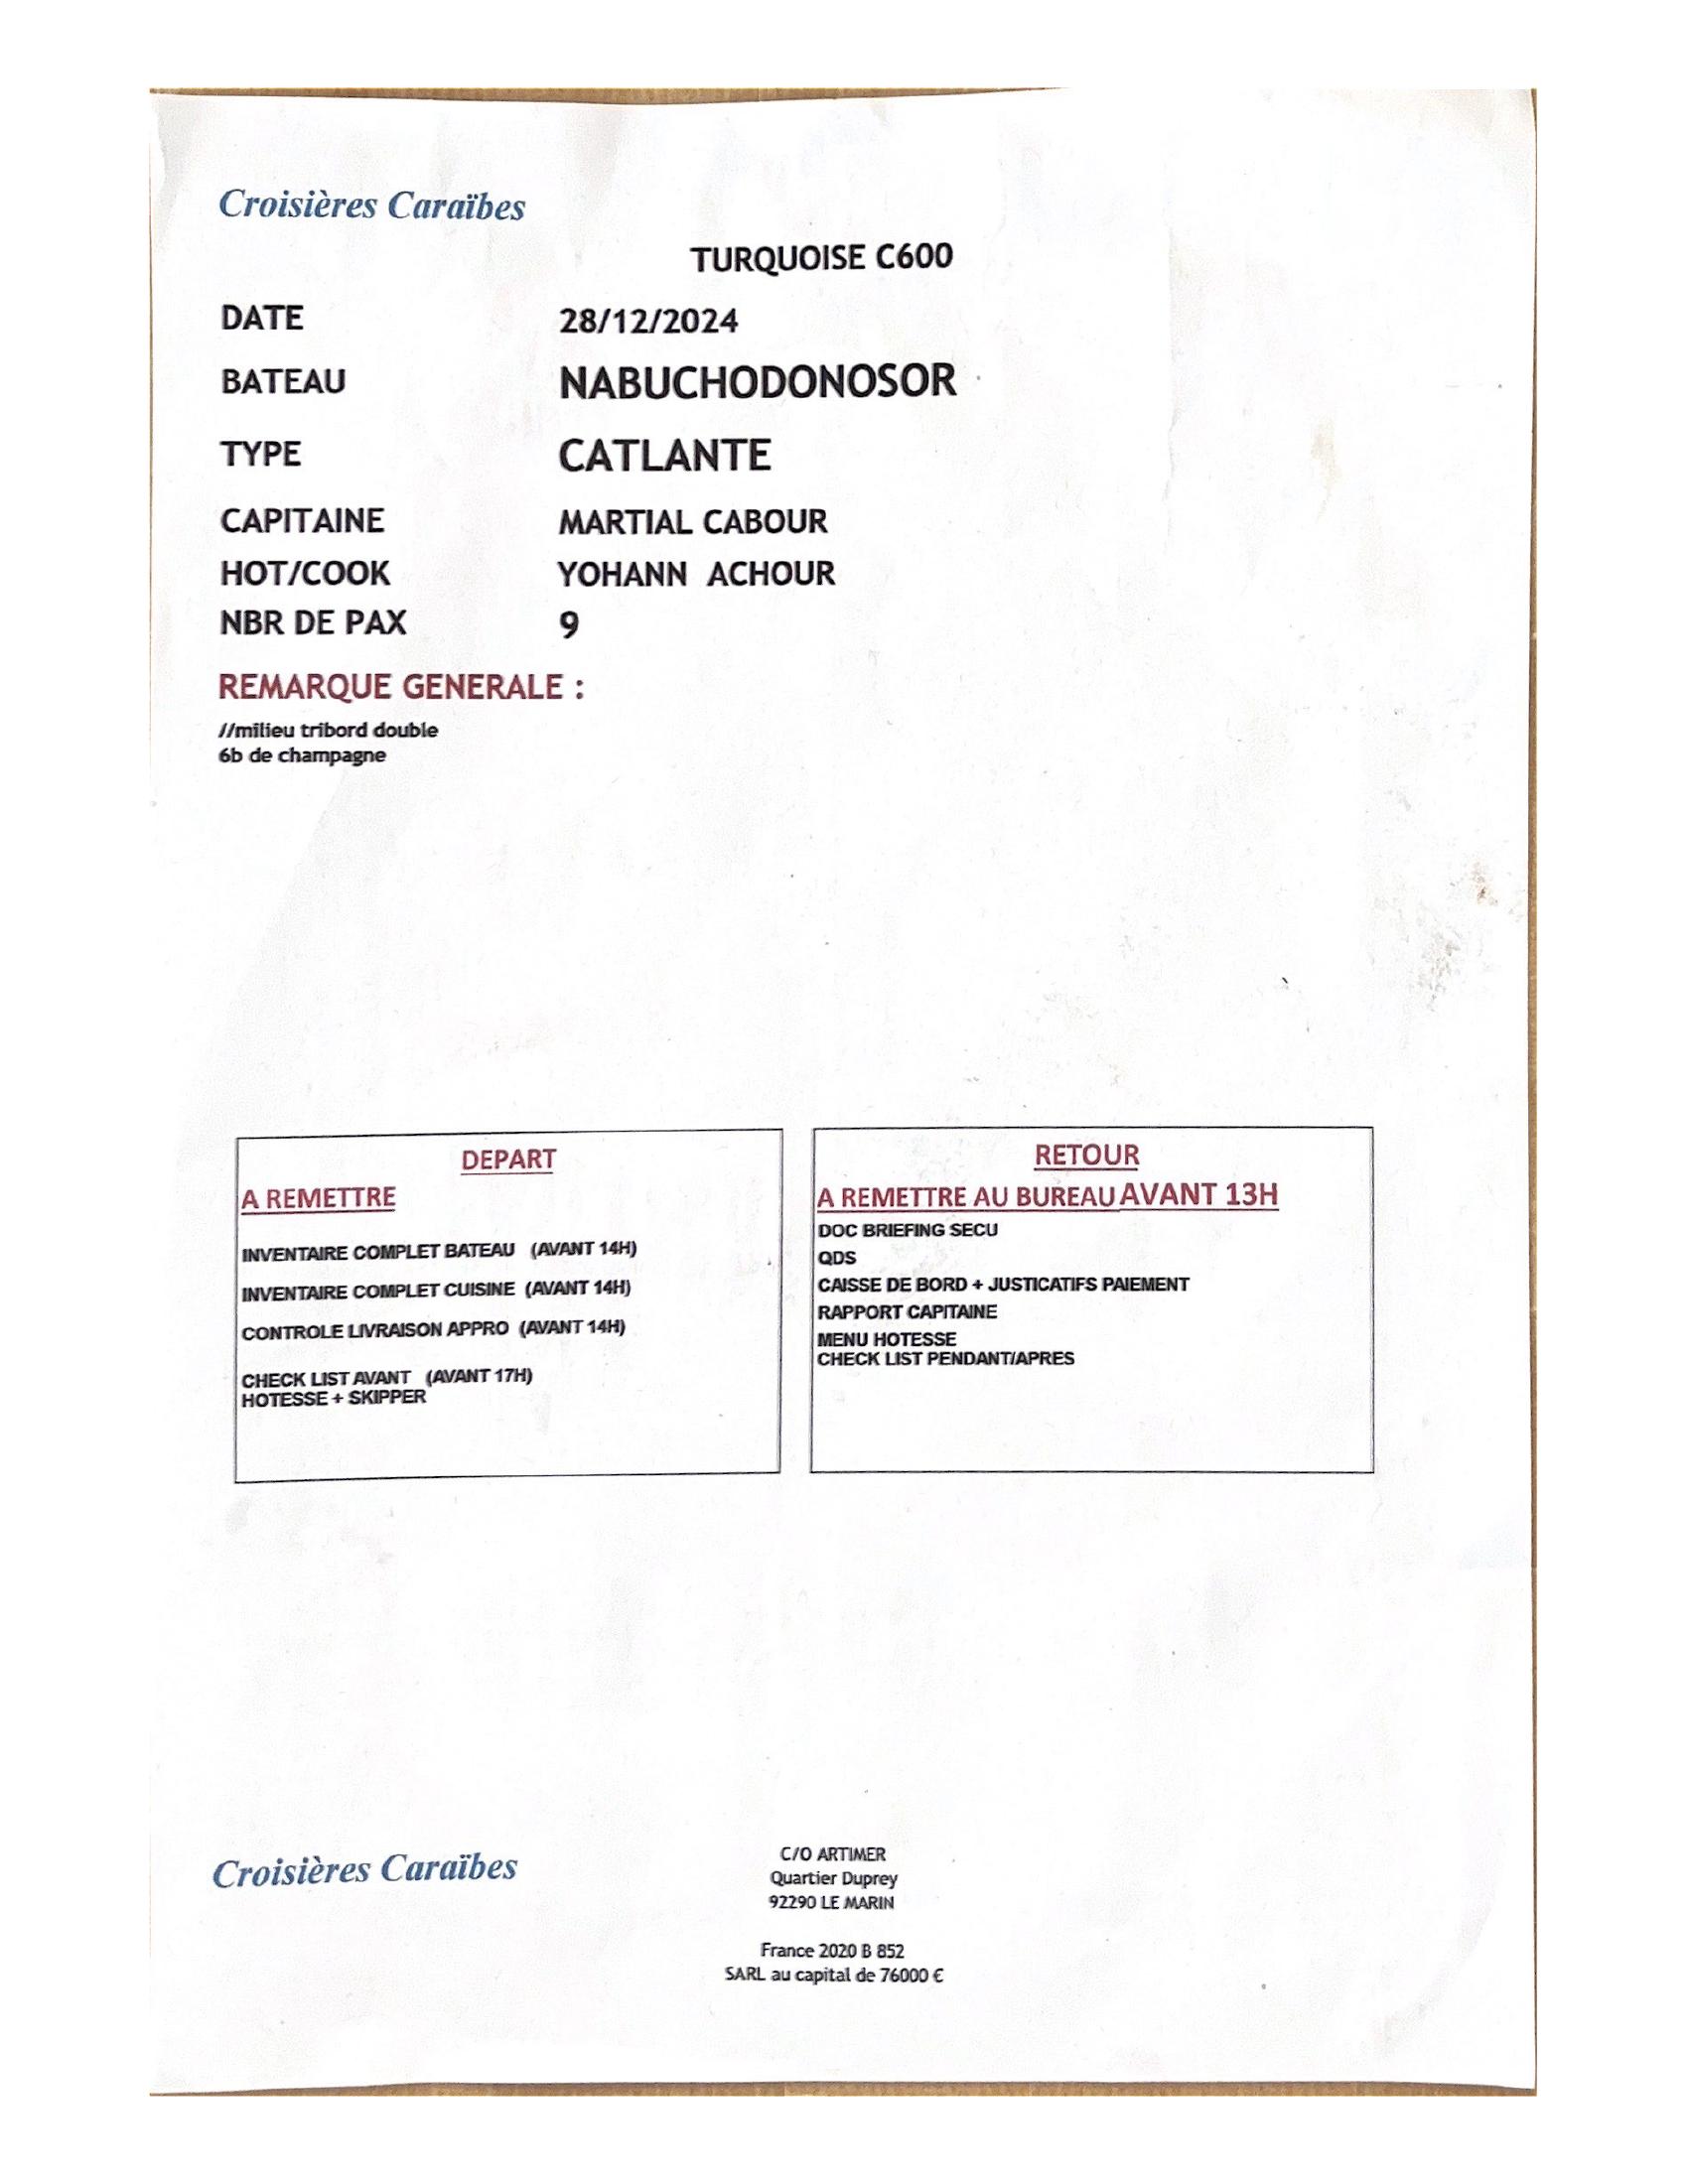 Croisières Caraïbes
TURQUOISE C600
DATE 28/12/2024
BATEAU NABUCHODONOSOR
TYPE CATLANTE
CAPITAINE MARTIAL CABOUR
HOT/COOK YOHANN ACHOUR
NBR DE PAX 9
REMARQUE GENERALE :
//milieu tribord double
6b de champagne
DEPART
A REMETTRE
INVENTAIRE COMPLET BATEAU (AVANT 14H)
INVENTAIRE COMPLET CUISINE (AVANT 14H)
CONTROLE LIVRAISON APPRO (AVANT 14H)
CHECK LIST AVANT (AVANT 17H)
HOTESSE + SKIPPER
RETOUR
A REMETTRE AU BUREAU AVANT 13H
DOC BRIEFING SECU
QDS
CAISSE DE BORD + JUSTICATIFS PAIEMENT
RAPPORT CAPITAINE
MENU HOTESSE
CHECK LIST PENDANT/APRES
Croisières Caraïbes
C/O ARTIMER
Quartier Duprey
92290 LE MARIN
France 2020 B 852
SARL au capital de 76000 €